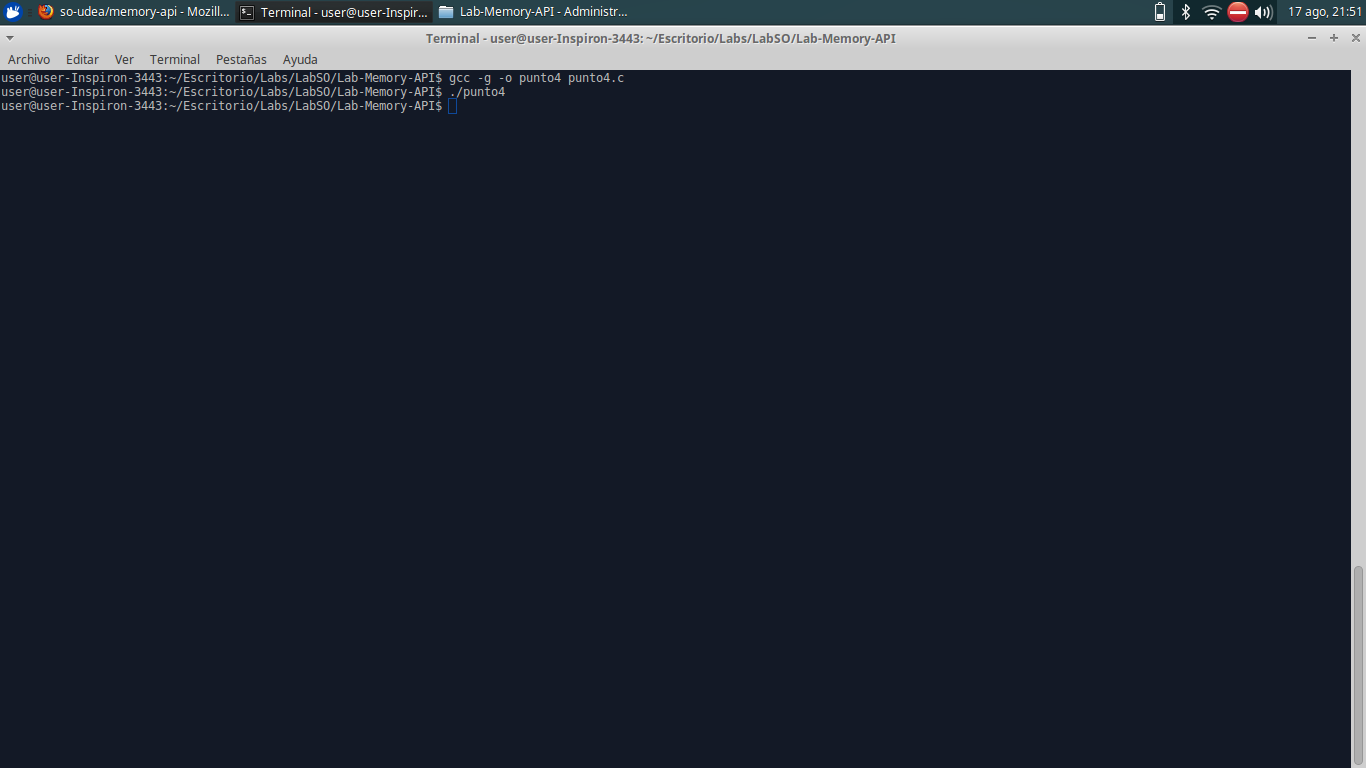 so-udea/memory-api - Mozill... Terminal - user@user-Inspir... Lab-Memory-API - Administr... 17 ago, 21:51
Terminal - user@user-Inspiron-3443: ~/Escritorio/Labs/LabSO/Lab-Memory-API
Archivo Editar Ver Terminal Pestañas Ayuda
user@user-Inspiron-3443:~/Escritorio/Labs/LabSO/Lab-Memory-API$ gcc -g -o punto4 punto4.c
user@user-Inspiron-3443:~/Escritorio/Labs/LabSO/Lab-Memory-API$ ./punto4
user@user-Inspiron-3443:~/Escritorio/Labs/LabSO/Lab-Memory-API$